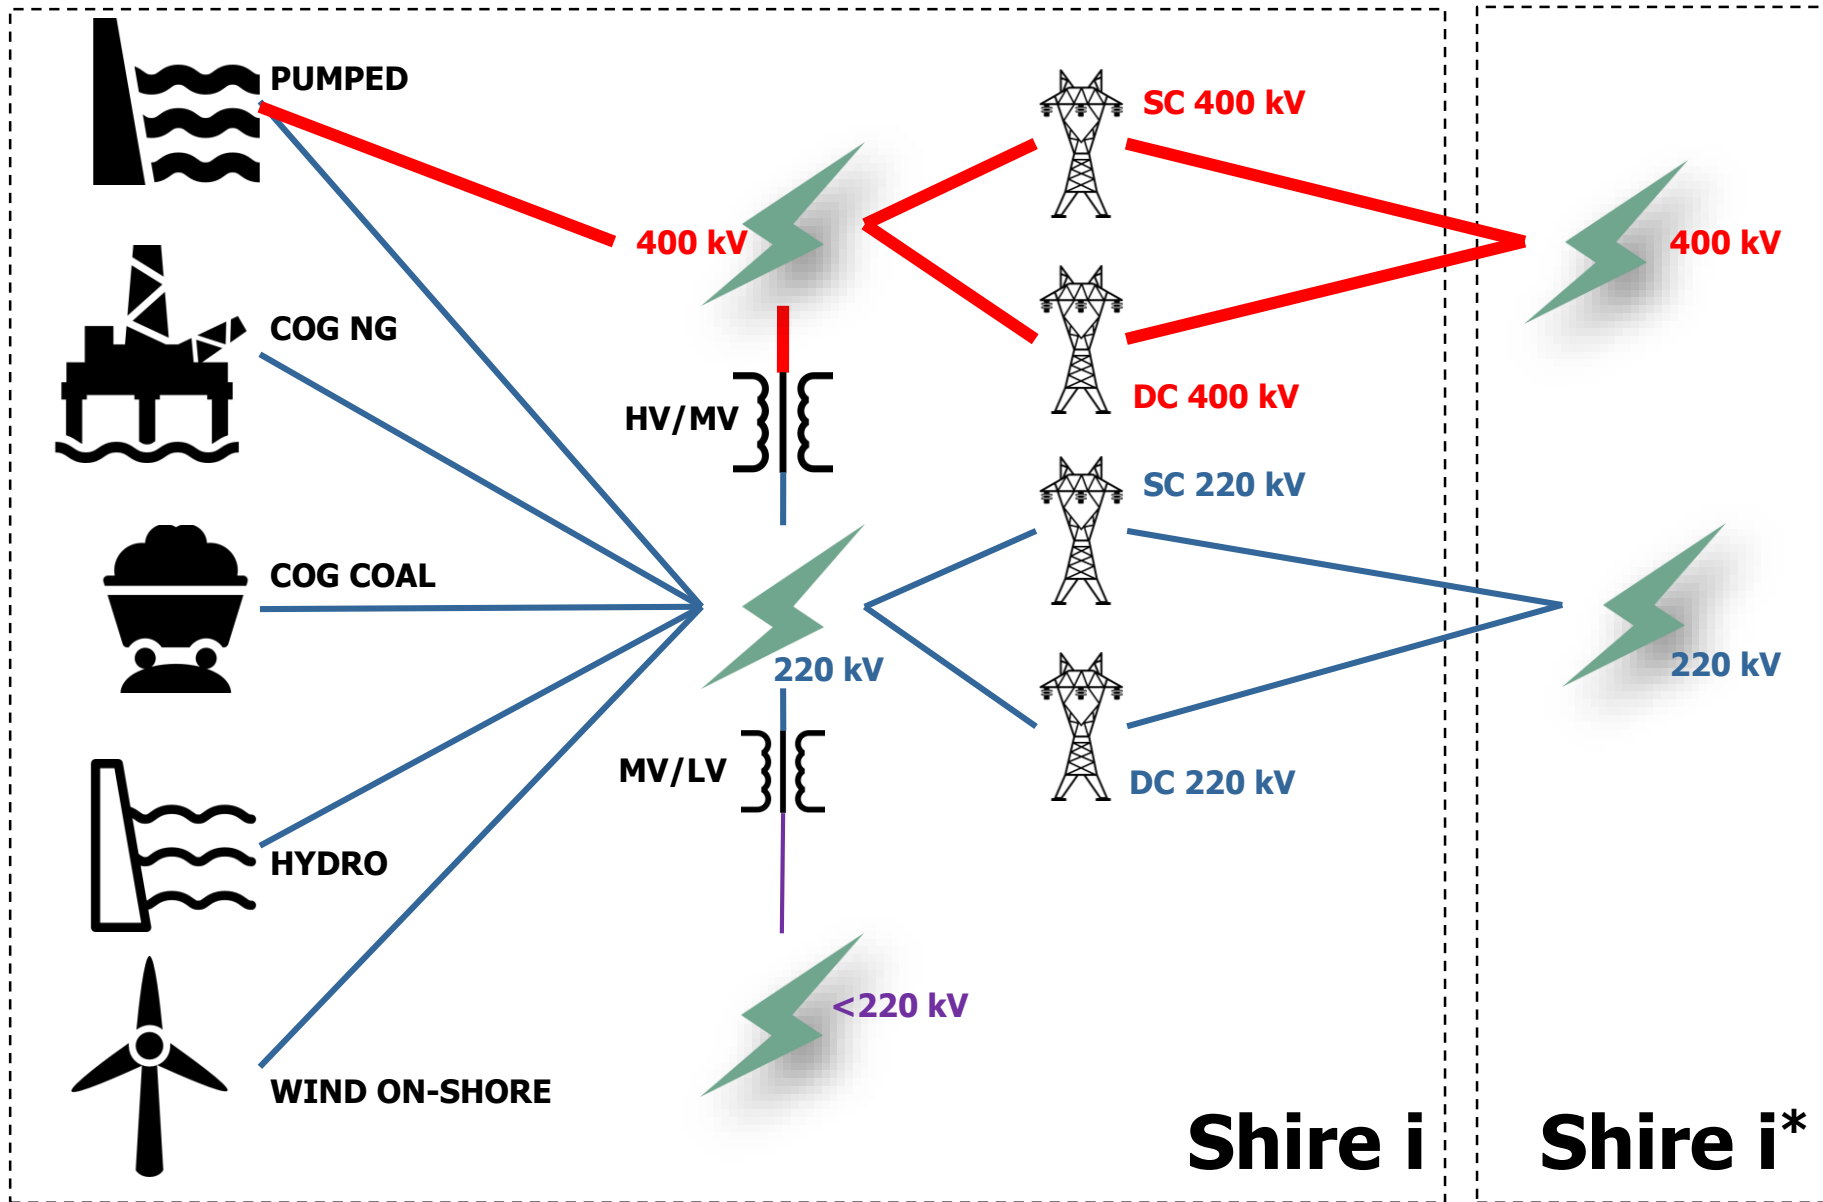 PUMPED
SC 400 kV
400 kV
400 kV
COG NG
DC 400 kV
HV/MV
SC 220 kV
COG COAL
220 kV
220 kV
MV/LV
DC 220 kV
HYDRO
<220 kV
WIND ON-SHORE
Shire i
Shire i*